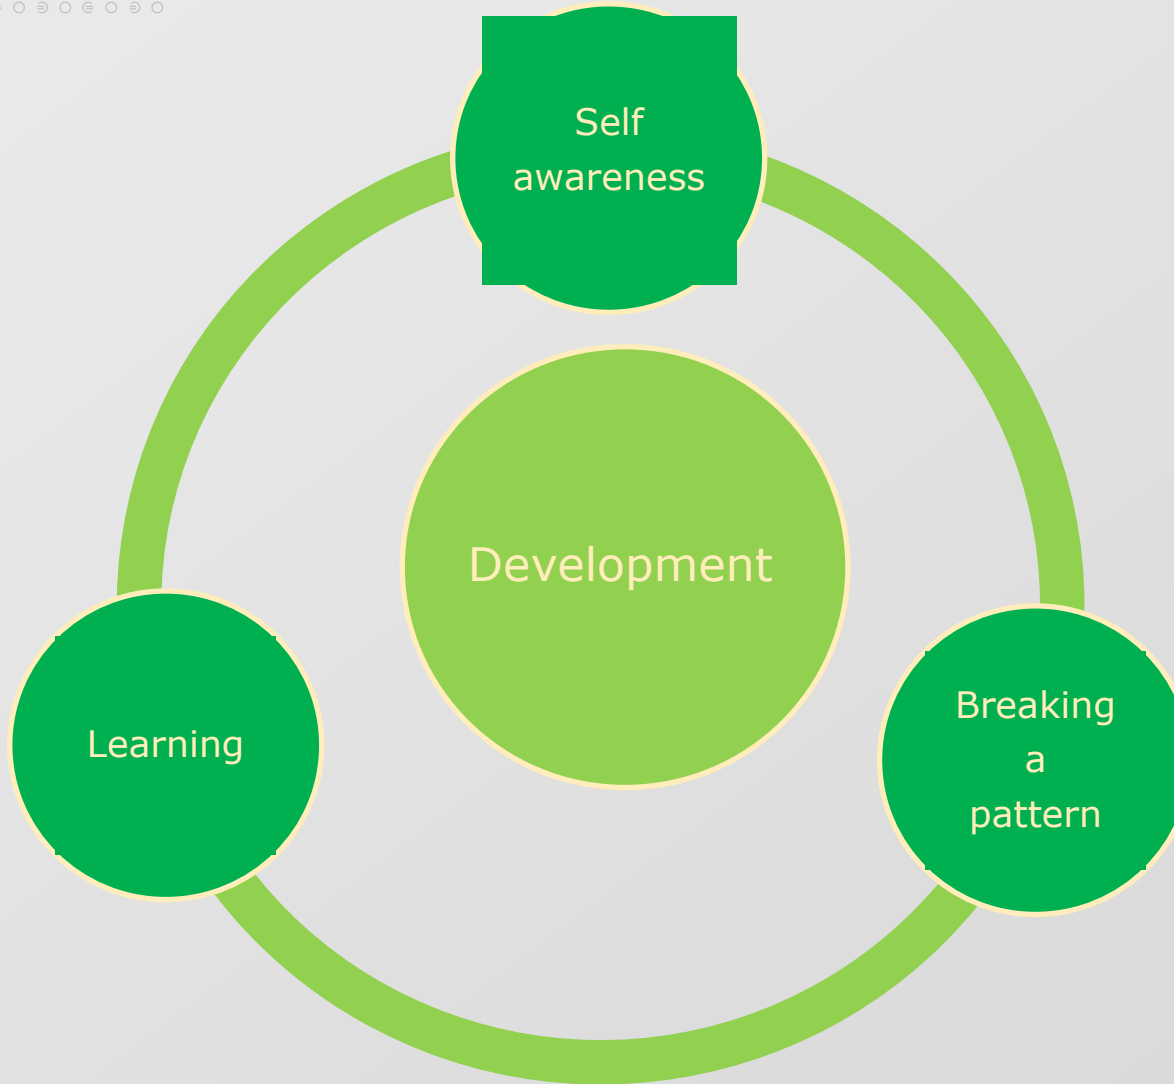 Self
awareness
Development
Learning
Breaking
a
pattern